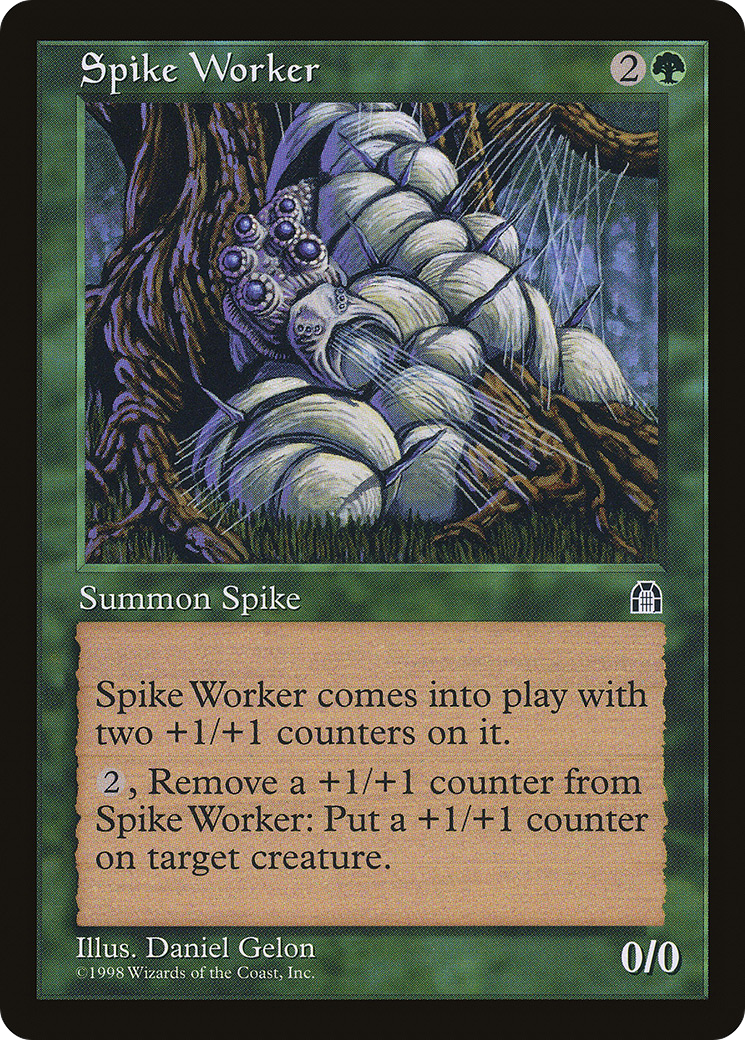 Spike Worker 2
Summon Spike
Spike Worker comes into play with
two +1/+1 counters on it.
2, Remove a +1/+1 counter from
Spike Worker: Put a +1/+1 counter
on target creature.
Illus. Daniel Gelon
©1998 Wizards of the Coast, Inc.
0/0